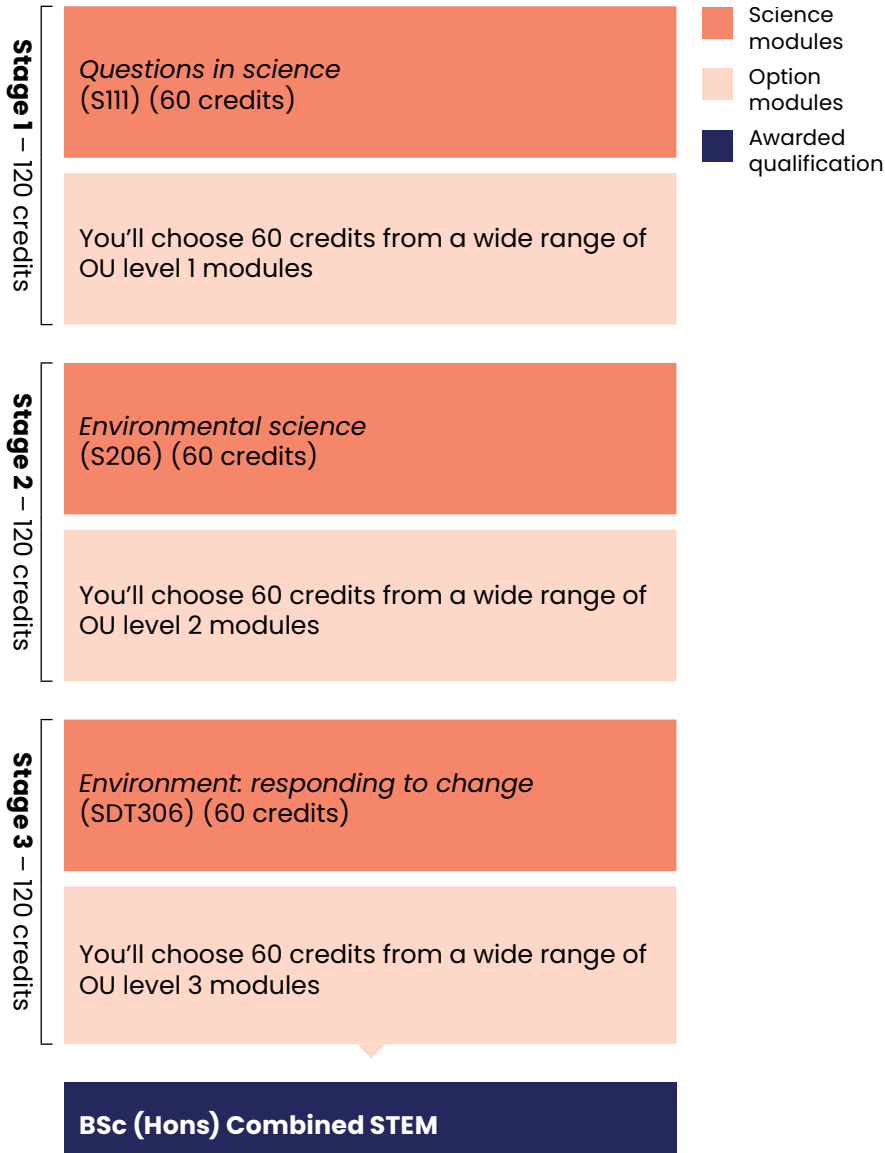 Stage 1 – 120 credits
Questions in science
(S111) (60 credits)
You'll choose 60 credits from a wide range of
OU level 1 modules
Stage 2 – 120 credits
Environmental science
(S206) (60 credits)
You'll choose 60 credits from a wide range of
OU level 2 modules
Stage 3 – 120 credits
Environment: responding to change
(SDT306) (60 credits)
You'll choose 60 credits from a wide range of
OU level 3 modules
BSc (Hons) Combined STEM
Science
modules
Option
modules
Awarded
qualification